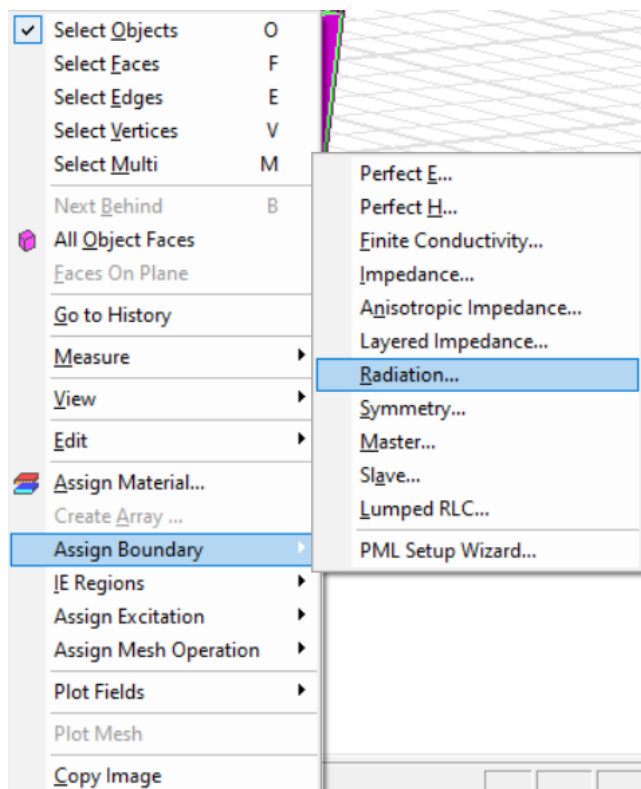 Select Objects O
Select Faces F
Select Edges E
Select Vertices V
Select Multi M
Next Behind B
All Object Faces
Faces On Plane
Go to History
Measure
View
Edit
Assign Material...
Create Array ...
Assign Boundary
IE Regions
Assign Excitation
Assign Mesh Operation
Plot Fields
Plot Mesh
Copy Image
Perfect E...
Perfect H...
Finite Conductivity...
Impedance...
Anisotropic Impedance...
Layered Impedance...
Radiation...
Symmetry...
Master...
Slave...
Lumped RLC...
PML Setup Wizard...